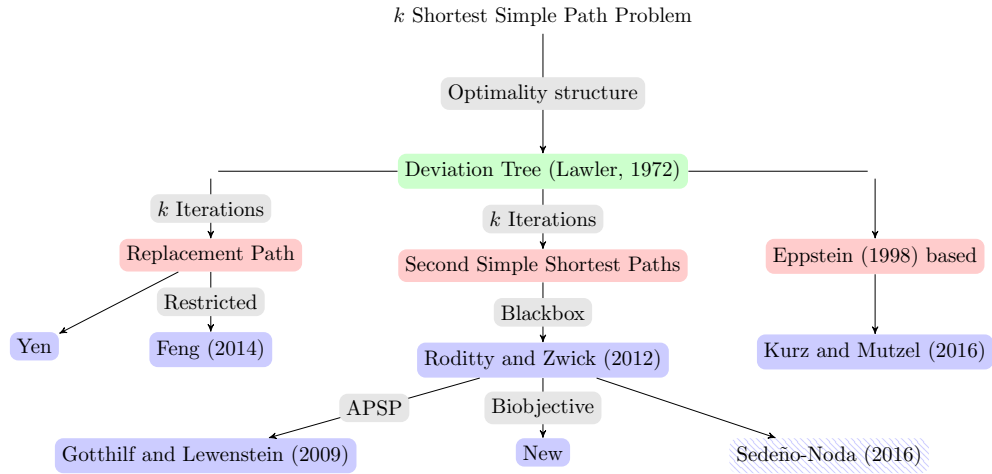 k Shortest Simple Path Problem
Optimality structure
Deviation Tree (Lawler, 1972)
k Iterations
k Iterations
Replacement Path
Second Simple Shortest Paths
Eppstein (1998) based
Restricted
Blackbox
Yen
Feng (2014)
Roditty and Zwick (2012)
Kurz and Mutzel (2016)
APSP
Biobjective
Gotthilf and Lewenstein (2009)
New
Sedeño-Noda (2016)